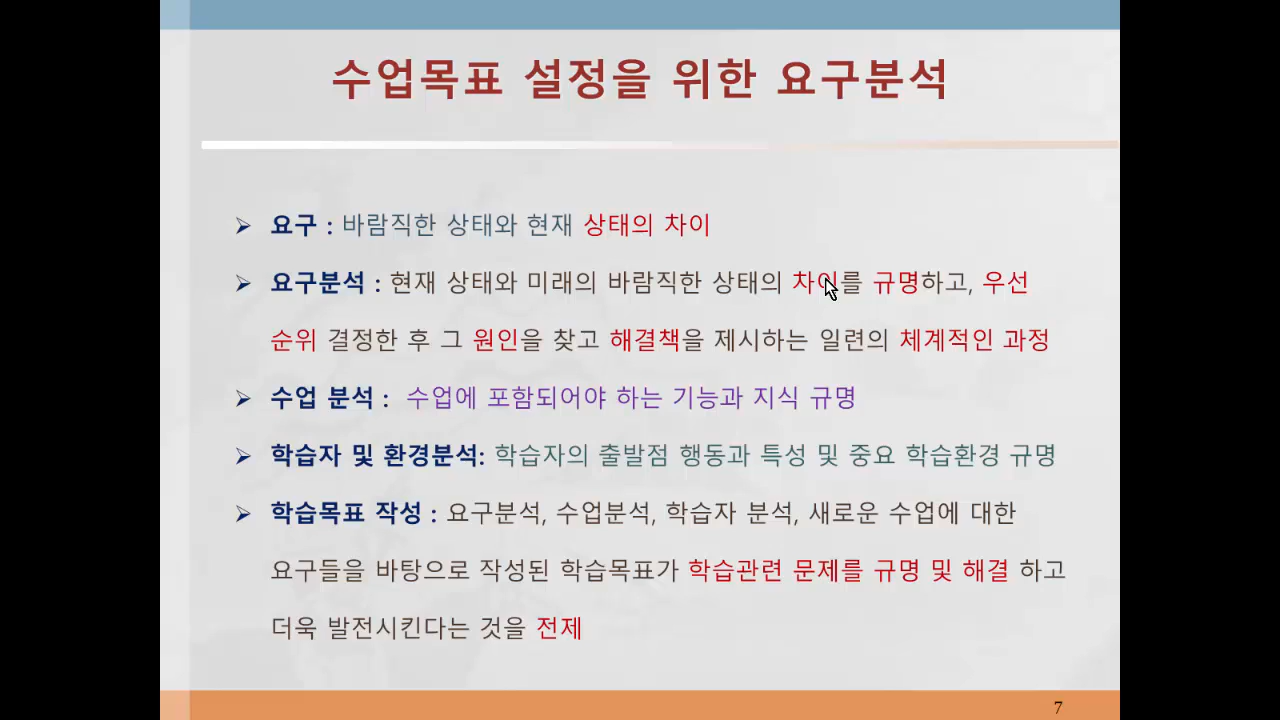 수업목표 설정을 위한 요구분석
➢ 요구 : 바람직한 상태와 현재 상태의 차이
➢ 요구분석 : 현재 상태와 미래의 바람직한 상태의 차이를 규명하고, 우선
순위 결정한 후 그 원인을 찾고 해결책을 제시하는 일련의 체계적인 과정
➢ 수업 분석 : 수업에 포함되어야 하는 기능과 지식 규명
➢ 학습자 및 환경분석: 학습자의 출발점 행동과 특성 및 중요 학습환경 규명
➢ 학습목표 작성 : 요구분석, 수업분석, 학습자 분석, 새로운 수업에 대한
요구들을 바탕으로 작성된 학습목표가 학습관련 문제를 규명 및 해결 하고
더욱 발전시킨다는 것을 전제
7